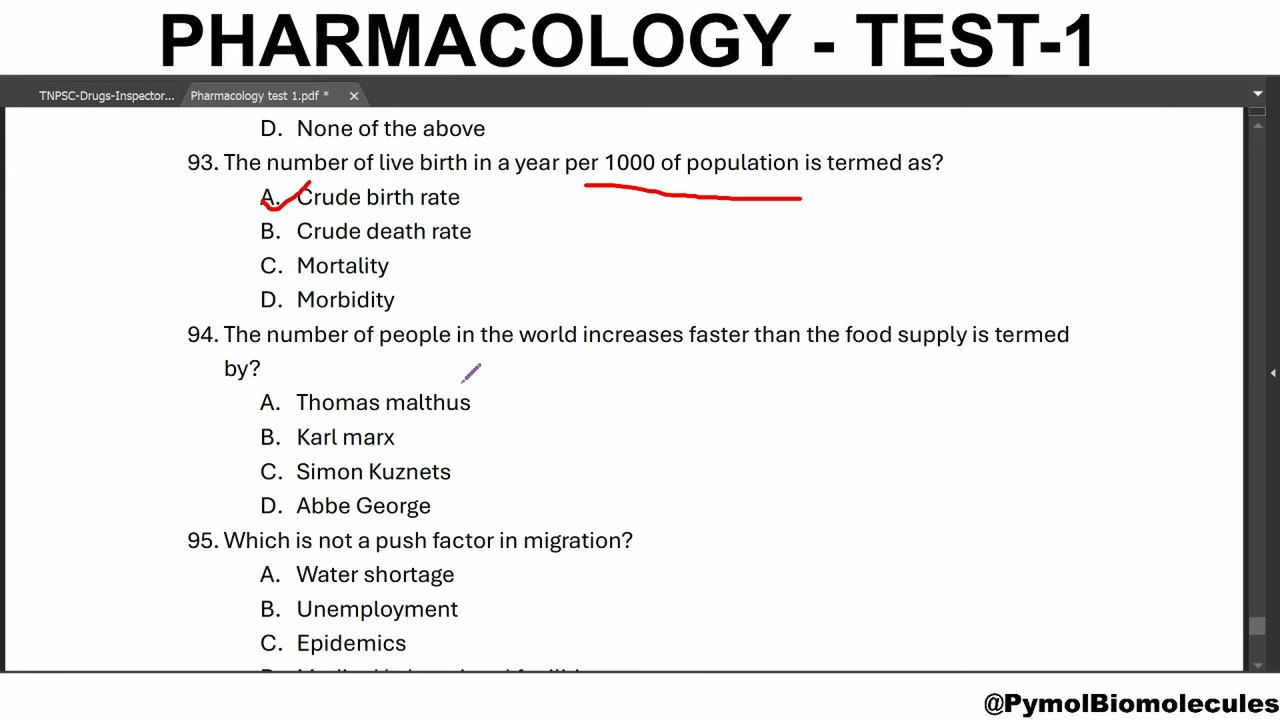 PHARMACOLOGY - TEST-1
TNPSC-Drugs-Inspector... Pharmacology test 1.pdf *
D. None of the above
93. The number of live birth in a year per 1000 of population is termed as?
A. Crude birth rate
B. Crude death rate
C. Mortality
D. Morbidity
94. The number of people in the world increases faster than the food supply is termed
by?
A. Thomas malthus
B. Karl marx
C. Simon Kuznets
D. Abbe George
95. Which is not a push factor in migration?
A. Water shortage
B. Unemployment
C. Epidemics
@PymolBiomolecules